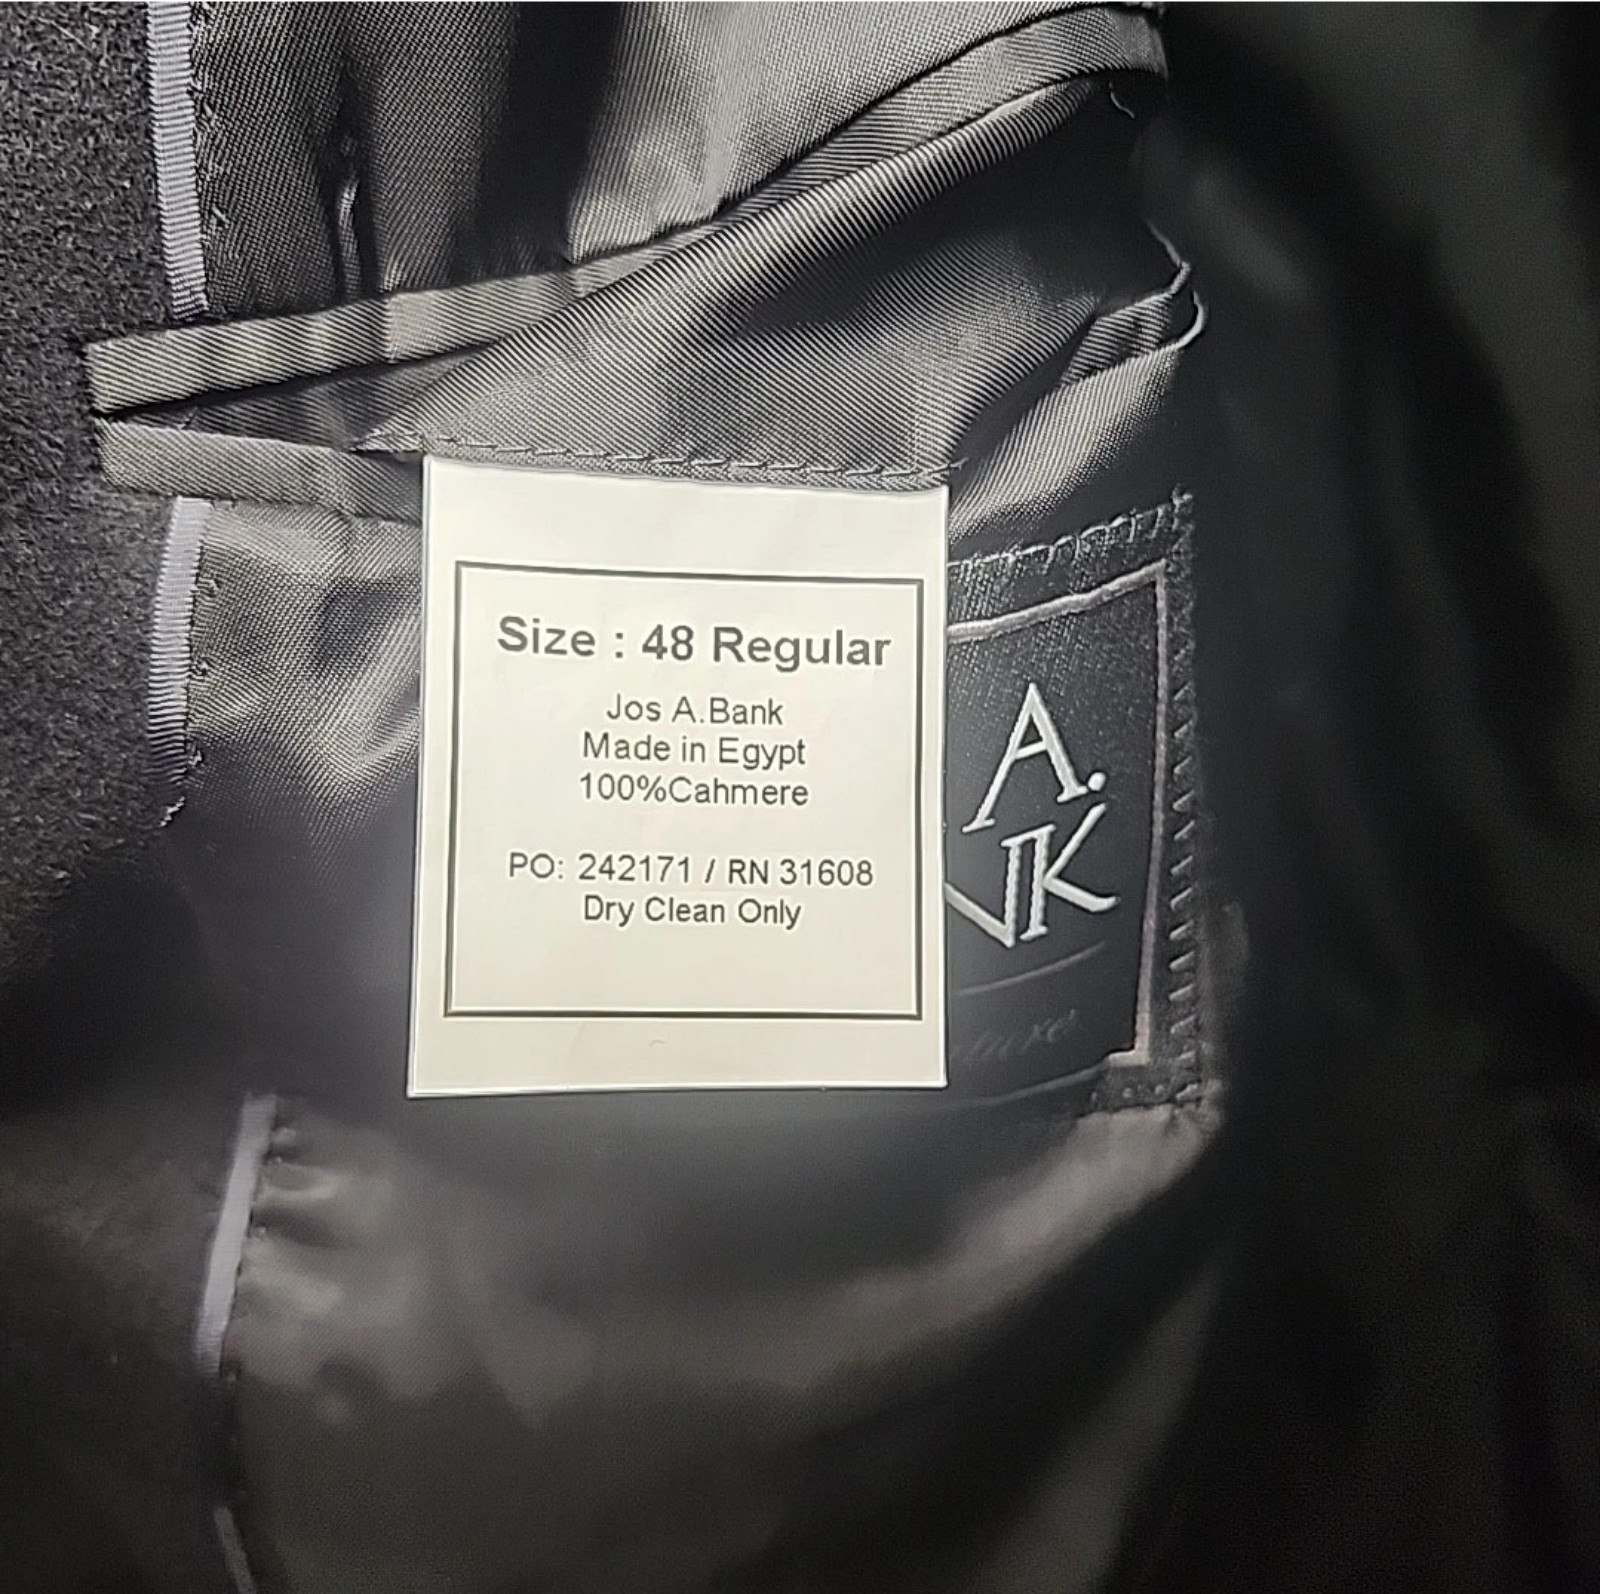 Size : 48 Regular
Jos A.Bank
Made in Egypt
100%Cahmere
PO: 242171 / RN 31608
Dry Clean Only
A.
NK